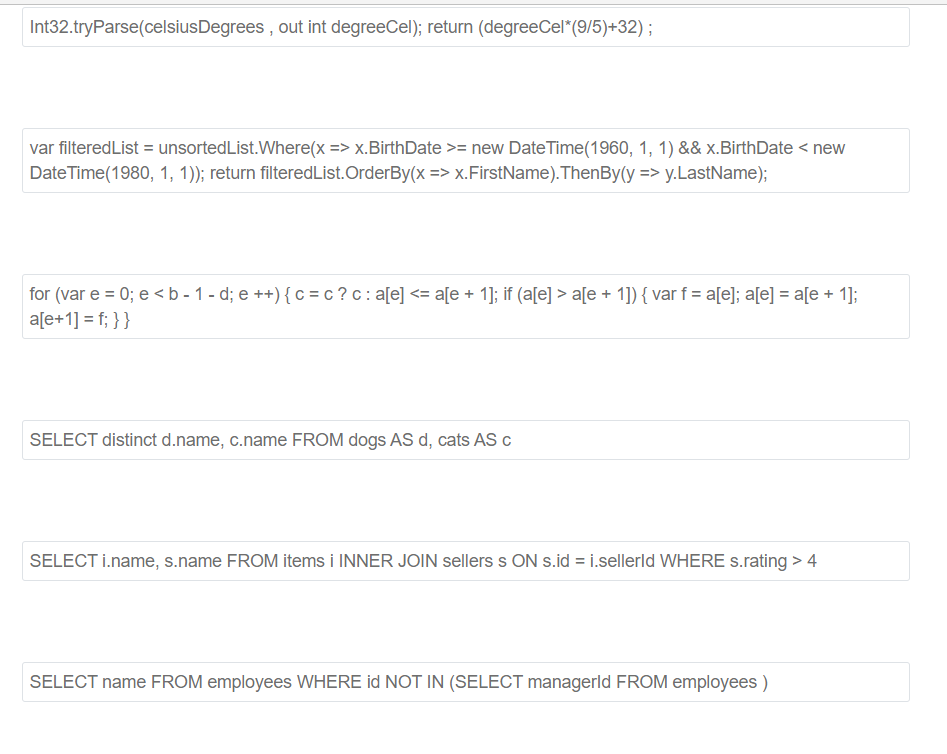 Int32.tryParse(celsiusDegrees , out int degreeCel); return (degreeCel*(9/5)+32) ;
var filteredList = unsortedList.Where(x => x.BirthDate >= new DateTime(1960, 1, 1) && x.BirthDate < new
DateTime(1980, 1, 1)); return filteredList.OrderBy(x => x.FirstName).ThenBy(y => y.LastName);
for (var e = 0; e < b - 1 - d; e ++) { c = c ? c : a[e] <= a[e + 1]; if (a[e] > a[e + 1]) { var f = a[e]; a[e] = a[e + 1];
a[e+1] = f; } }
SELECT distinct d.name, c.name FROM dogs AS d, cats AS c
SELECT i.name, s.name FROM items i INNER JOIN sellers s ON s.id = i.sellerId WHERE s.rating > 4
SELECT name FROM employees WHERE id NOT IN (SELECT managerId FROM employees )